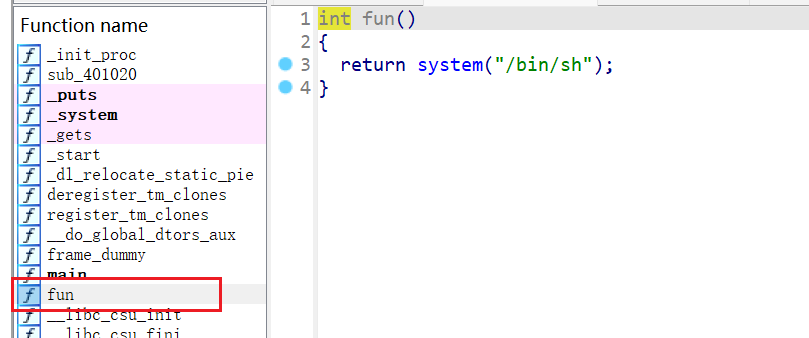 Function name
_init_proc
sub_401020
_puts
_system
_gets
_start
_dl_relocate_static_pie
deregister_tm_clones
register_tm_clones
__do_global_dtors_aux
frame_dummy
main
fun
__libc_csu_init
__libc_csu_fini
1 int fun()
2 {
3 return system("/bin/sh");
4 }